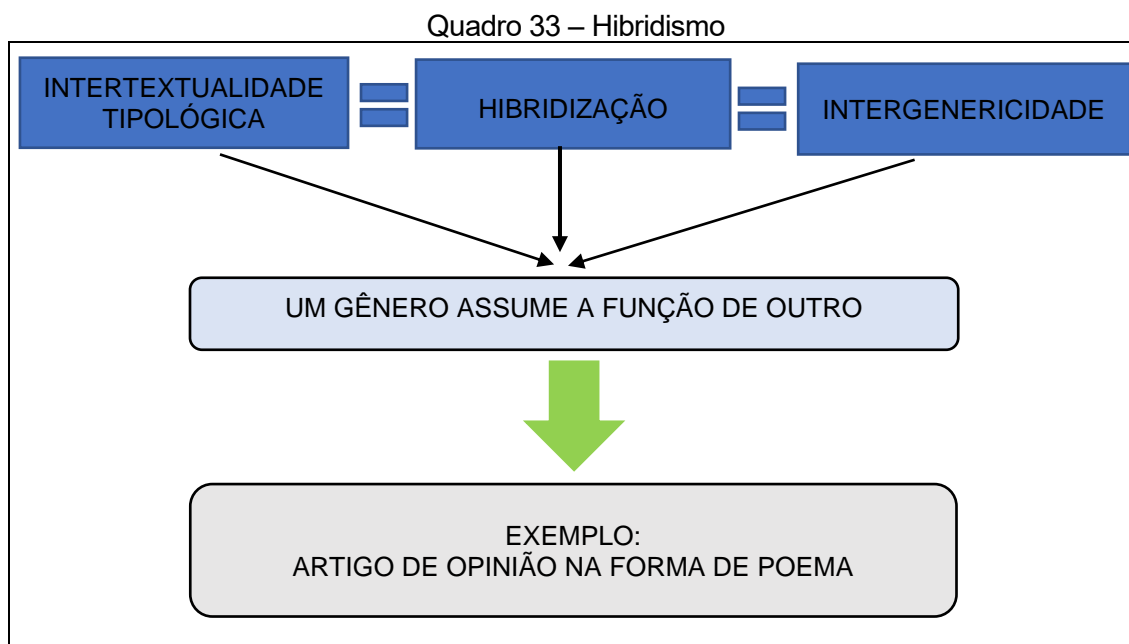 Quadro 33 – Hibridismo
INTERTEXTUALIDADE
TIPOLÓGICA
HIBRIDIZAÇÃO
INTERGENERICIDADE
UM GÊNERO ASSUME A FUNÇÃO DE OUTRO
EXEMPLO:
ARTIGO DE OPINIÃO NA FORMA DE POEMA